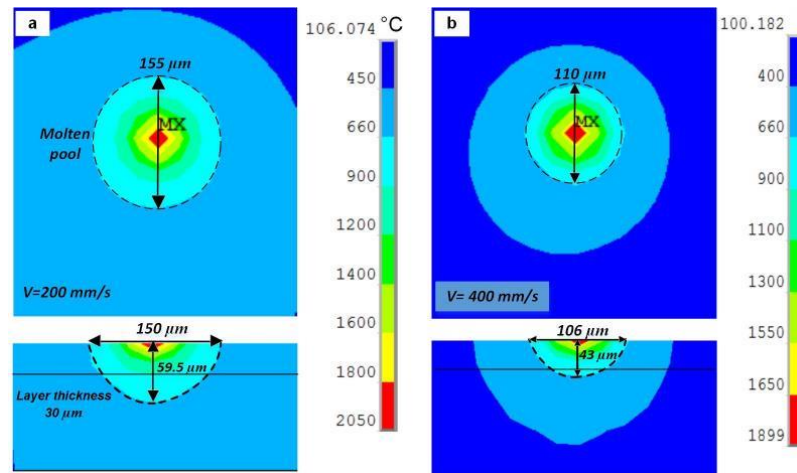 a
155 μm
MX
Molten
pool
V=200 mm/s
150 μm
59.5 μm
Layer thickness
30 μm
106.074 °C
450
660
900
1200
1400
1600
1800
2050
b
110 μm
MX
V= 400 mm/s
106 μm
43 μm
100.182
400
660
900
1100
1300
1550
1650
1899